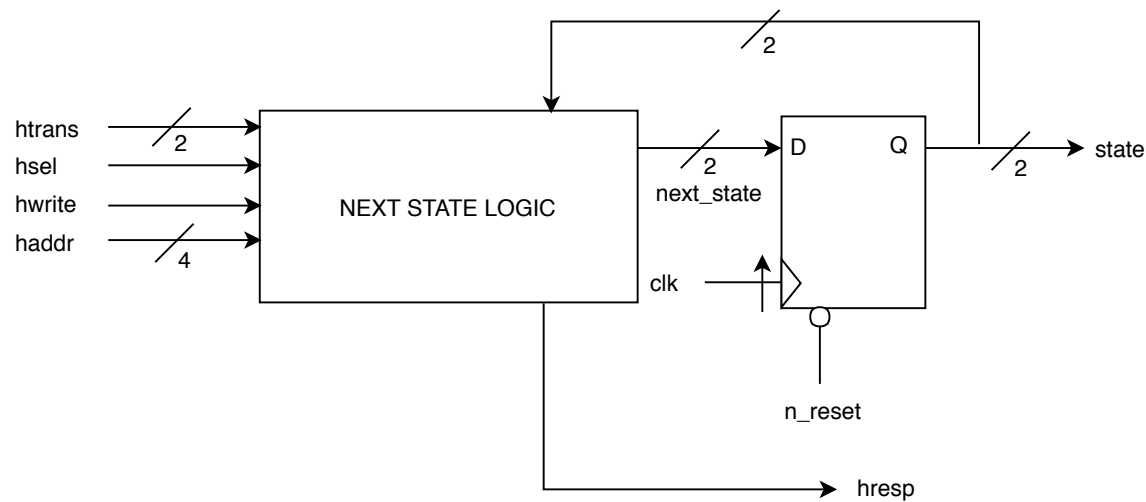 2
htrans
2
hsel
hwrite
haddr
4
NEXT STATE LOGIC
2
next_state
D
Q
2
state
clk
n_reset
hresp